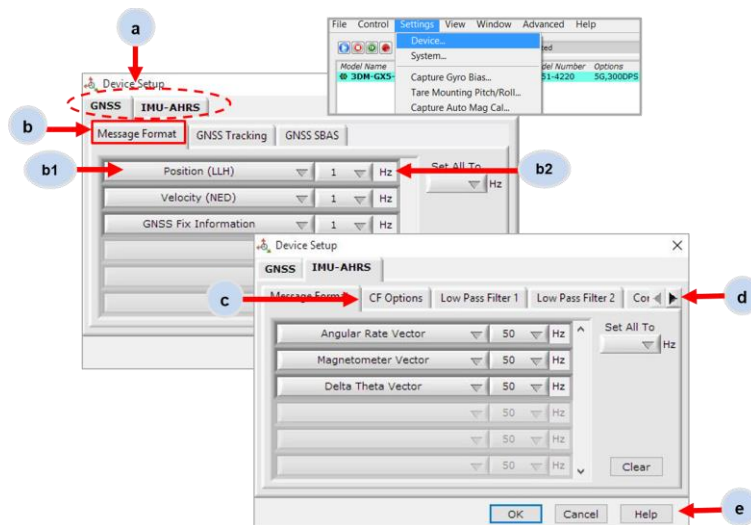 File Control Settings View Window Advanced Help
Device...
System...
Capture Gyro Bias...
Tare Mounting Pitch/Roll...
Capture Auto Mag Cal...
Model Name
3DM-GX5-
del Number Options
51-4220 5G,300DPS
a
Device Setup
GNSS IMU-AHRS
b
Message Format GNSS Tracking GNSS SBAS
b1
Position (LLH) 1 Hz
b2
Set All To
Hz
Velocity (NED) 1 Hz
GNSS Fix Information 1 Hz
Device Setup
GNSS IMU-AHRS
c
Message Format CF Options Low Pass Filter 1 Low Pass Filter 2 Cor
d
Angular Rate Vector 50 Hz
Set All To
Hz
Magnetometer Vector 50 Hz
Delta Theta Vector 50 Hz
50 Hz
50 Hz
50 Hz
Clear
OK Cancel Help
e